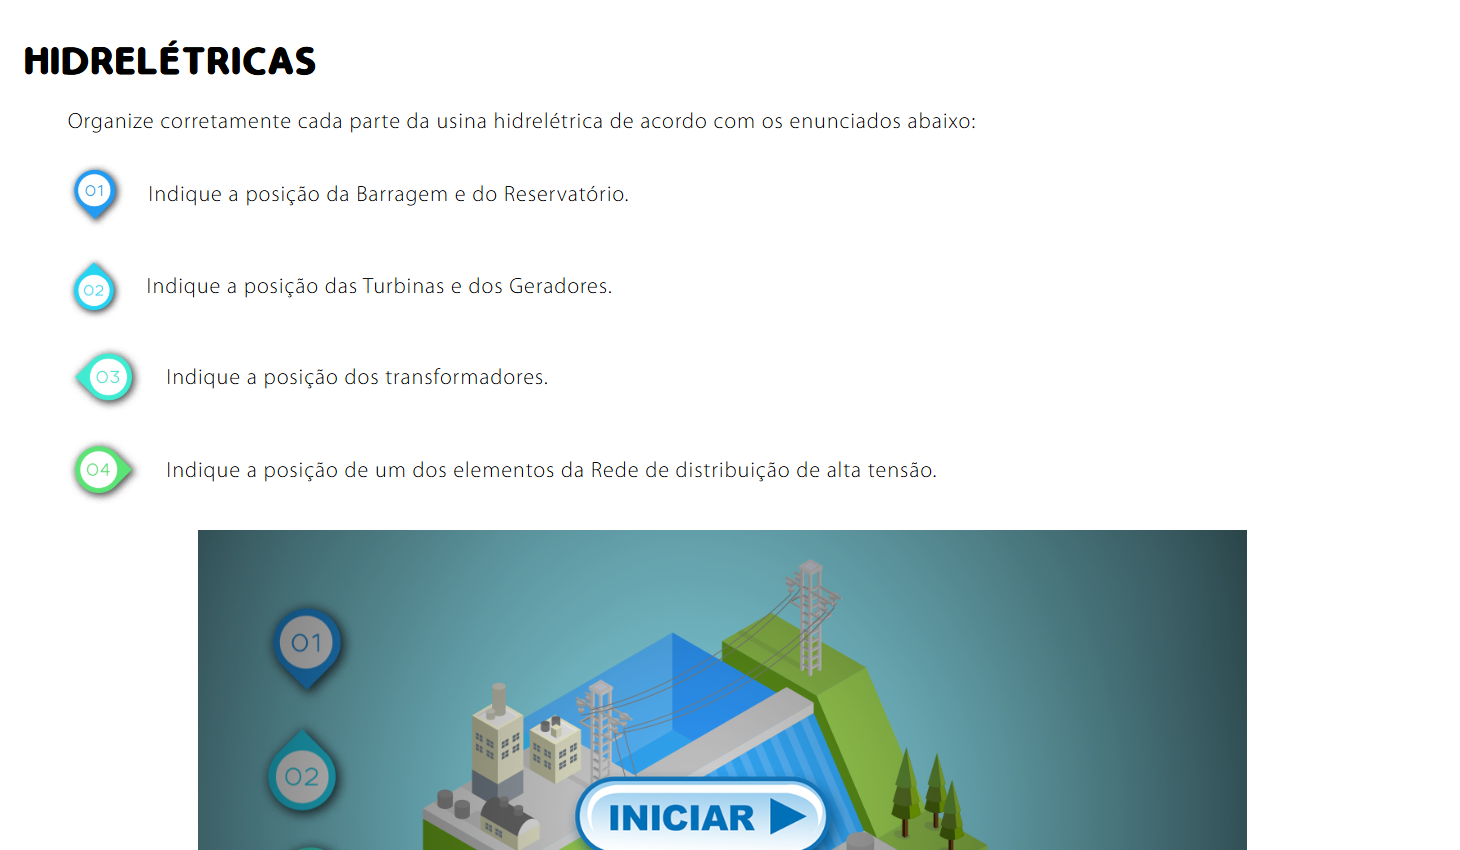 HIDRELÉTRICAS
Organize corretamente cada parte da usina hidrelétrica de acordo com os enunciados abaixo:
01 Indique a posição da Barragem e do Reservatório.
02 Indique a posição das Turbinas e dos Geradores.
03 Indique a posição dos transformadores.
04 Indique a posição de um dos elementos da Rede de distribuição de alta tensão.
01
02
INICIAR